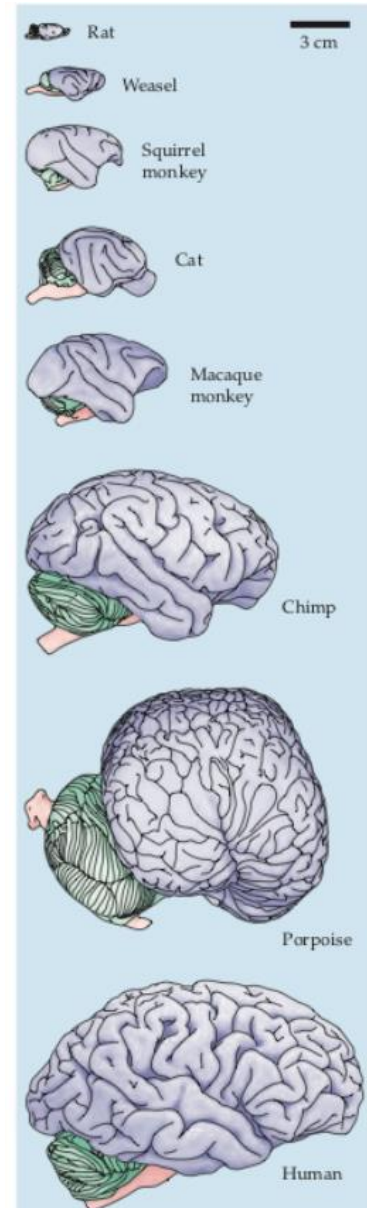 Rat
3 cm
Weasel
Squirrel
monkey
Cat
Macaque
monkey
Chimp
Porpoise
Human